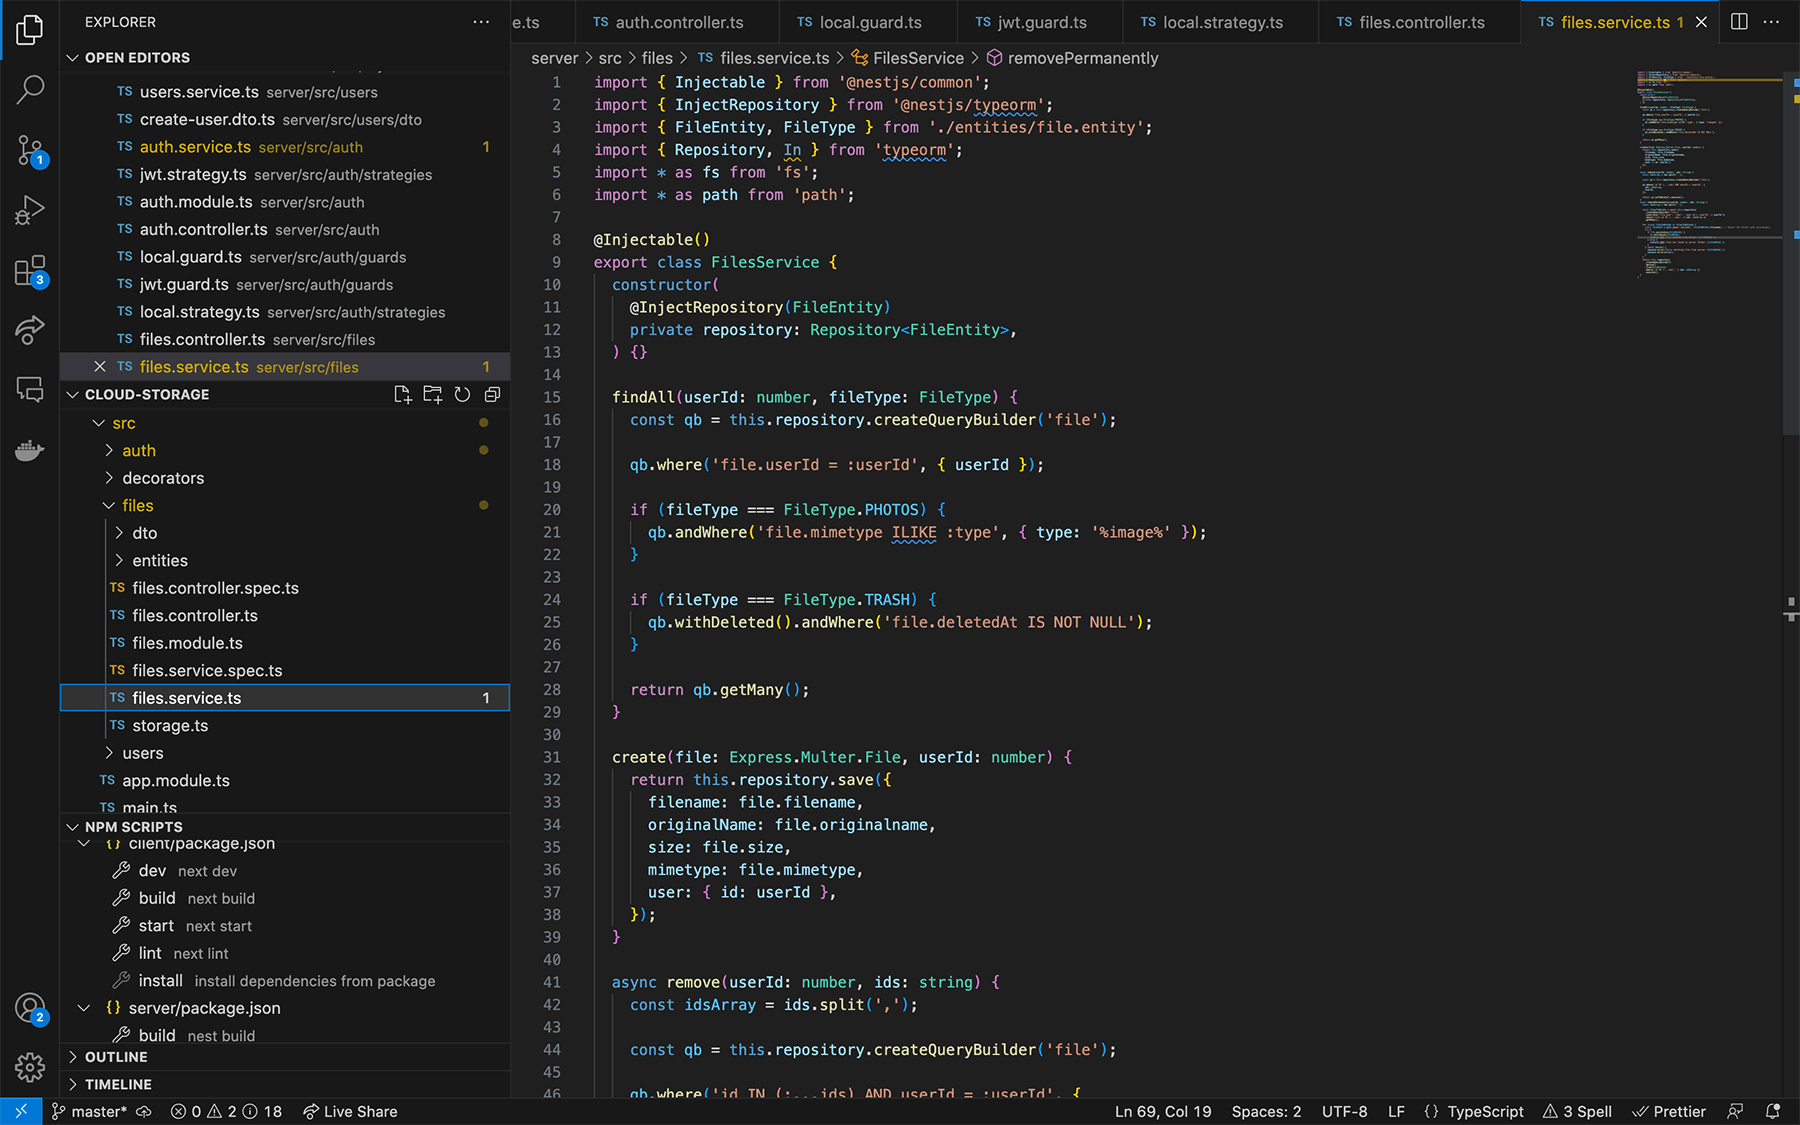 EXPLORER
OPEN EDITORS
TS users.service.ts server/src/users
TS create-user.dto.ts server/src/users/dto
TS auth.service.ts server/src/auth 1
TS jwt.strategy.ts server/src/auth/strategies
TS auth.module.ts server/src/auth
TS auth.controller.ts server/src/auth
TS local.guard.ts server/src/auth/guards
TS jwt.guard.ts server/src/auth/guards
TS local.strategy.ts server/src/auth/strategies
TS files.controller.ts server/src/files
TS files.service.ts server/src/files 1
CLOUD-STORAGE
src
auth
decorators
files
dto
entities
TS files.controller.spec.ts
TS files.controller.ts
TS files.module.ts
TS files.service.spec.ts
TS files.service.ts 1
TS storage.ts
users
TS app.module.ts
TS main.ts
NPM SCRIPTS
{} client/package.json
dev next dev
build next build
start next start
lint next lint
install install dependencies from package
{} server/package.json
build nest build
OUTLINE
TIMELINE
1
3
2
e.ts TS auth.controller.ts TS local.guard.ts TS jwt.guard.ts TS local.strategy.ts TS files.controller.ts TS files.service.ts 1
server > src > files > TS files.service.ts > FilesService > removePermanently
1 import { Injectable } from '@nestjs/common';
2 import { InjectRepository } from '@nestjs/typeorm';
3 import { FileEntity, FileType } from './entities/file.entity';
4 import { Repository, In } from 'typeorm';
5 import * as fs from 'fs';
6 import * as path from 'path';
7
8 @Injectable()
9 export class FilesService {
10 constructor(
11 @InjectRepository(FileEntity)
12 private repository: Repository<FileEntity>,
13 ) {}
14
15 findAll(userId: number, fileType: FileType) {
16 const qb = this.repository.createQueryBuilder('file');
17
18 qb.where('file.userId = :userId', { userId });
19
20 if (fileType === FileType.PHOTOS) {
21 qb.andWhere('file.mimetype ILIKE :type', { type: '%image%' });
22 }
23
24 if (fileType === FileType.TRASH) {
25 qb.withDeleted().andWhere('file.deletedAt IS NOT NULL');
26 }
27
28 return qb.getMany();
29 }
30
31 create(file: Express.Multer.File, userId: number) {
32 return this.repository.save({
33 filename: file.filename,
34 originalName: file.originalname,
35 size: file.size,
36 mimetype: file.mimetype,
37 user: { id: userId },
38 });
39 }
40
41 async remove(userId: number, ids: string) {
42 const idsArray = ids.split(',');
43
44 const qb = this.repository.createQueryBuilder('file');
45
46 qb.where('id IN (:...ids) AND userId = :userId', {
master* 0 2 18 Live Share Ln 69, Col 19 Spaces: 2 UTF-8 LF {} TypeScript 3 Spell Prettier